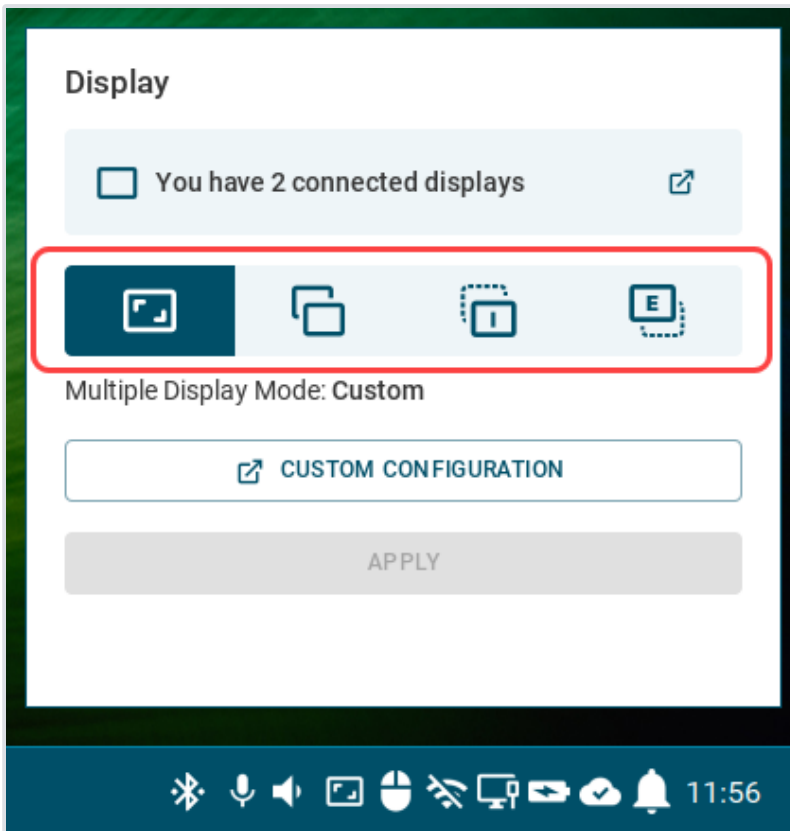 Display
You have 2 connected displays
I
E
Multiple Display Mode: Custom
CUSTOM CONFIGURATION
APPLY
11:56